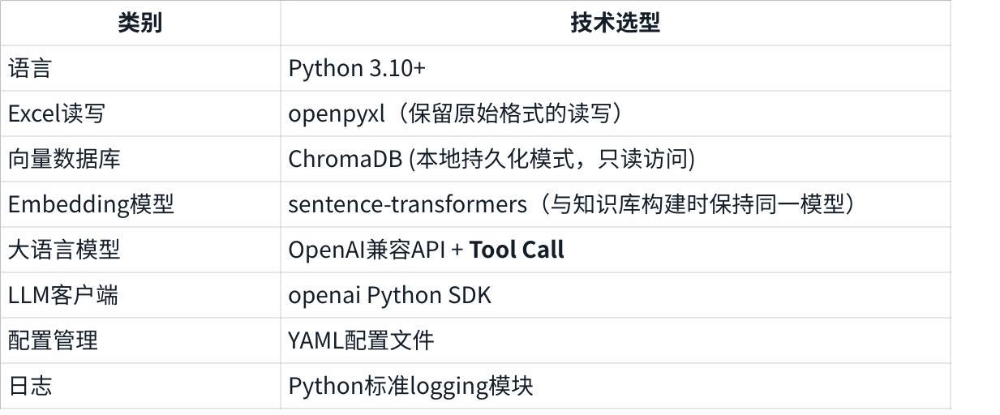 类别 技术选型
语言 Python 3.10+
Excel读写 openpyxl（保留原始格式的读写）
向量数据库 ChromaDB (本地持久化模式，只读访问)
Embedding模型 sentence-transformers（与知识库构建时保持同一模型）
大语言模型 OpenAI兼容API + Tool Call
LLM客户端 openai Python SDK
配置管理 YAML配置文件
日志 Python标准logging模块